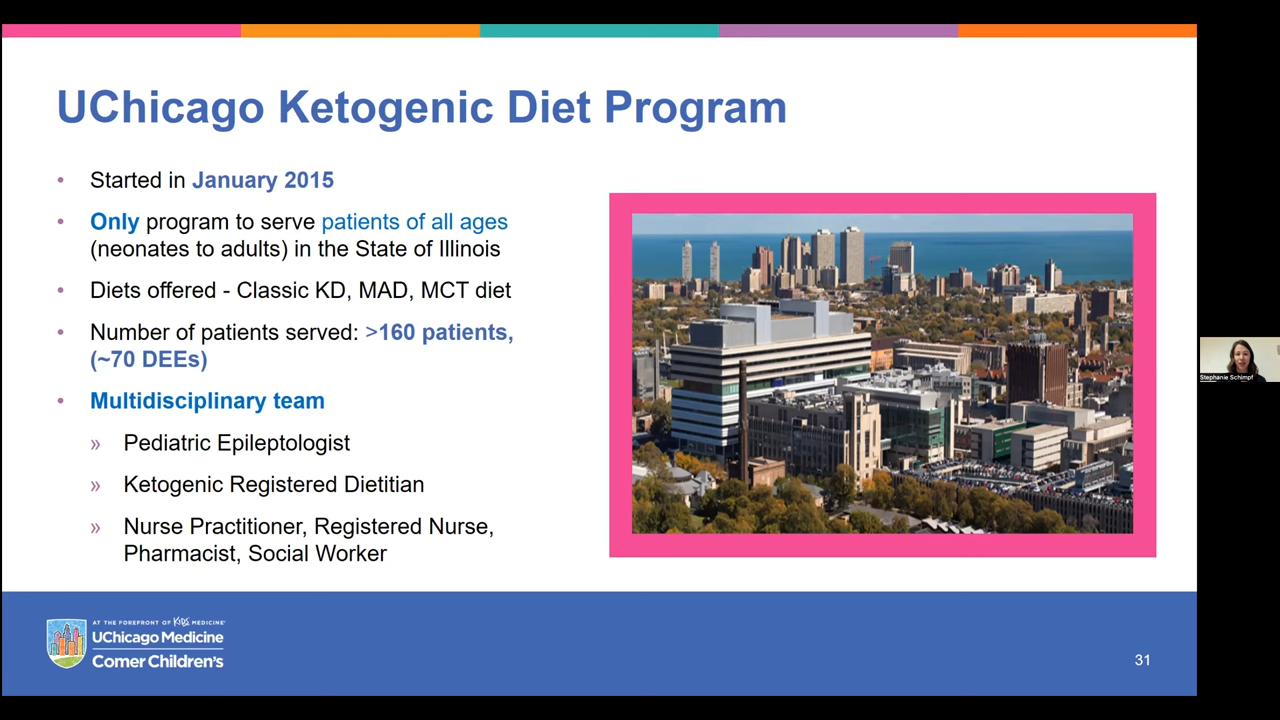 UChicago Ketogenic Diet Program
• Started in January 2015
• Only program to serve patients of all ages
(neonates to adults) in the State of Illinois
• Diets offered - Classic KD, MAD, MCT diet
• Number of patients served: >160 patients,
(~70 DEEs)
• Multidisciplinary team
» Pediatric Epileptologist
» Ketogenic Registered Dietitian
» Nurse Practitioner, Registered Nurse,
Pharmacist, Social Worker
Stephanie Schimpf
AT THE FOREFRONT OF KIDS MEDICINE®
UChicago Medicine
Comer Children's
31